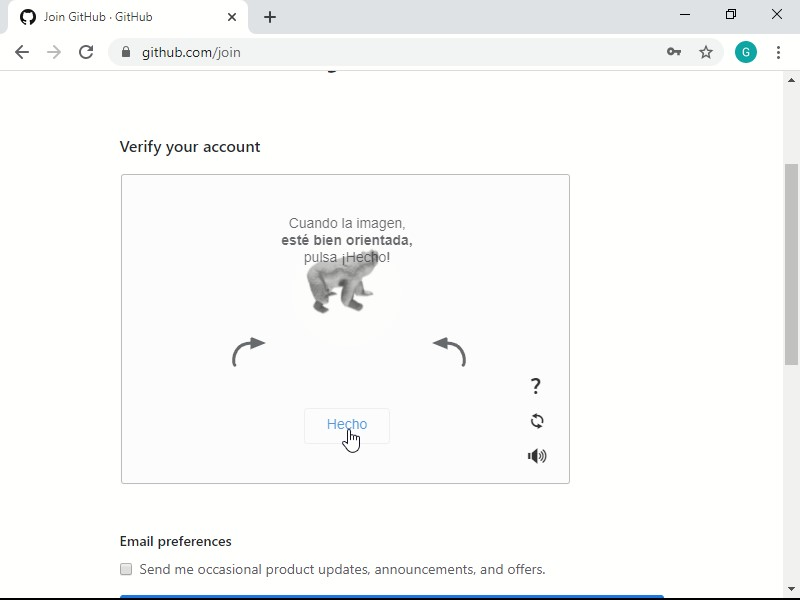 Join GitHub · GitHub
github.com/join
G
Verify your account
Cuando la imagen,
esté bien orientada,
pulsa ¡Hecho!
?
Hecho
Email preferences
Send me occasional product updates, announcements, and offers.